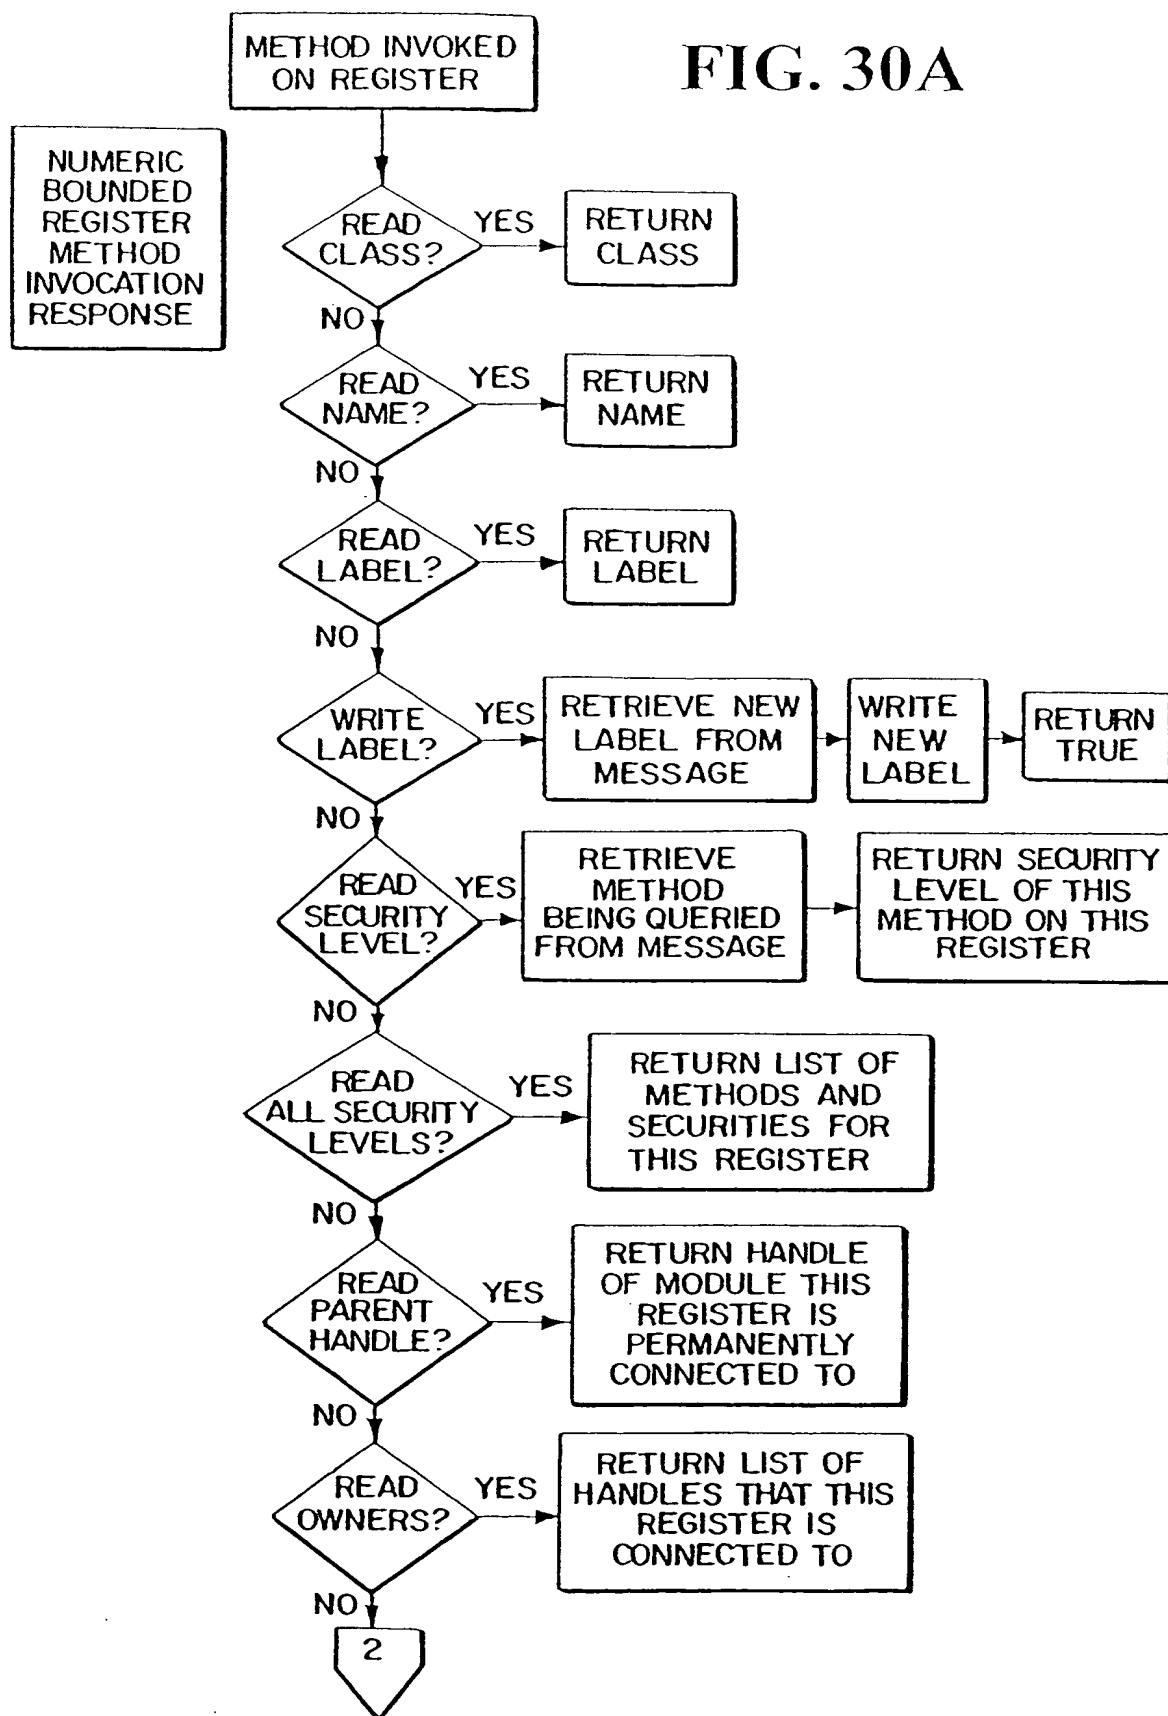 METHOD INVOKED
ON REGISTER
FIG. 30A
NUMERIC
BOUNDED
REGISTER
METHOD
INVOCATION
RESPONSE
READ
CLASS?
YES
RETURN
CLASS
NO
READ
NAME?
YES
RETURN
NAME
NO
READ
LABEL?
YES
RETURN
LABEL
NO
WRITE
LABEL?
YES
RETRIEVE NEW
LABEL FROM
MESSAGE
WRITE
NEW
LABEL
RETURN
TRUE
NO
READ
SECURITY
LEVEL?
YES
RETRIEVE
METHOD
BEING QUERIED
FROM MESSAGE
RETURN SECURITY
LEVEL OF THIS
METHOD ON THIS
REGISTER
NO
READ
ALL SECURITY
LEVELS?
YES
RETURN LIST OF
METHODS AND
SECURITIES FOR
THIS REGISTER
NO
READ
PARENT
HANDLE?
YES
RETURN HANDLE
OF MODULE THIS
REGISTER IS
PERMANENTLY
CONNECTED TO
NO
READ
OWNERS?
YES
RETURN LIST OF
HANDLES THAT THIS
REGISTER IS
CONNECTED TO
NO
2